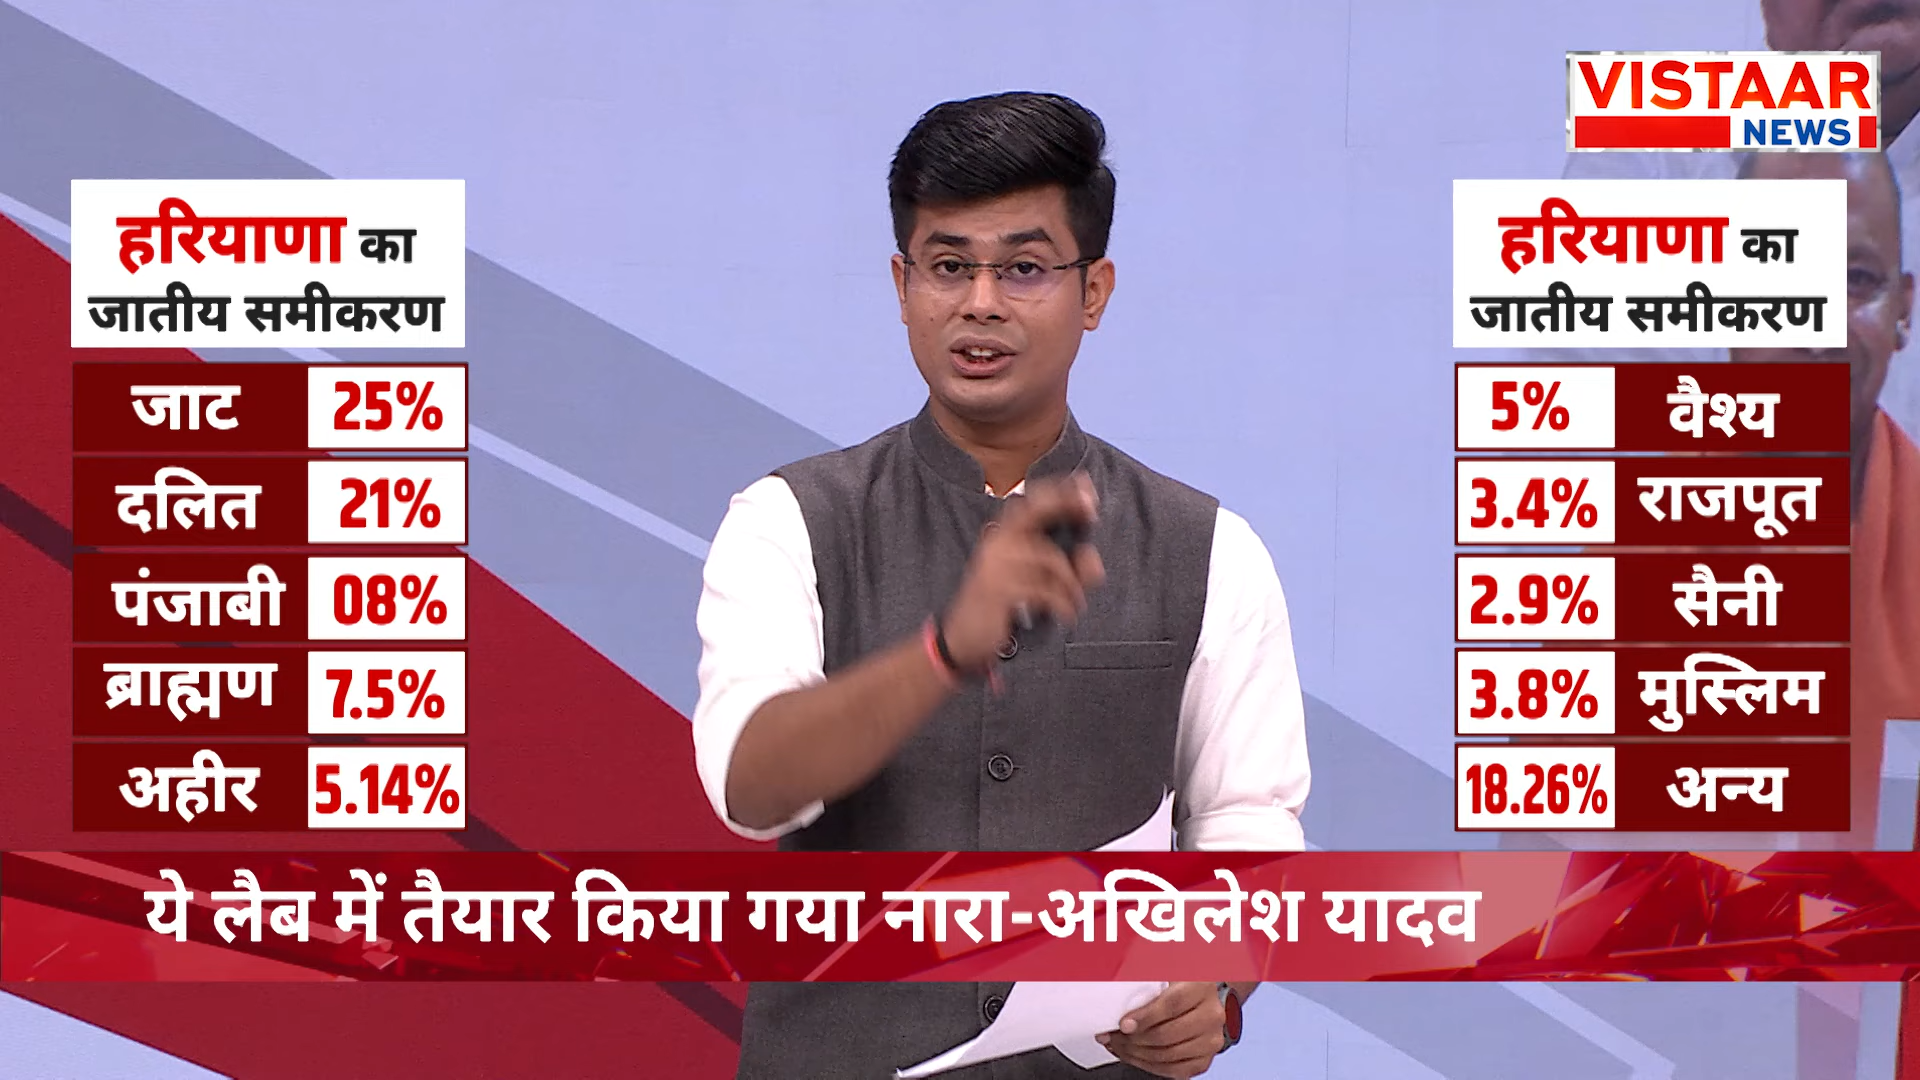 VISTAAR
NEWS
हरियाणा का
जातीय समीकरण
जाट 25%
दलित 21%
पंजाबी 08%
ब्राह्मण 7.5%
अहीर 5.14%
हरियाणा का
जातीय समीकरण
5% वैश्य
3.4% राजपूत
2.9% सैनी
3.8% मुस्लिम
18.26% अन्य
ये लैब में तैयार किया गया नारा-अखिलेश यादव